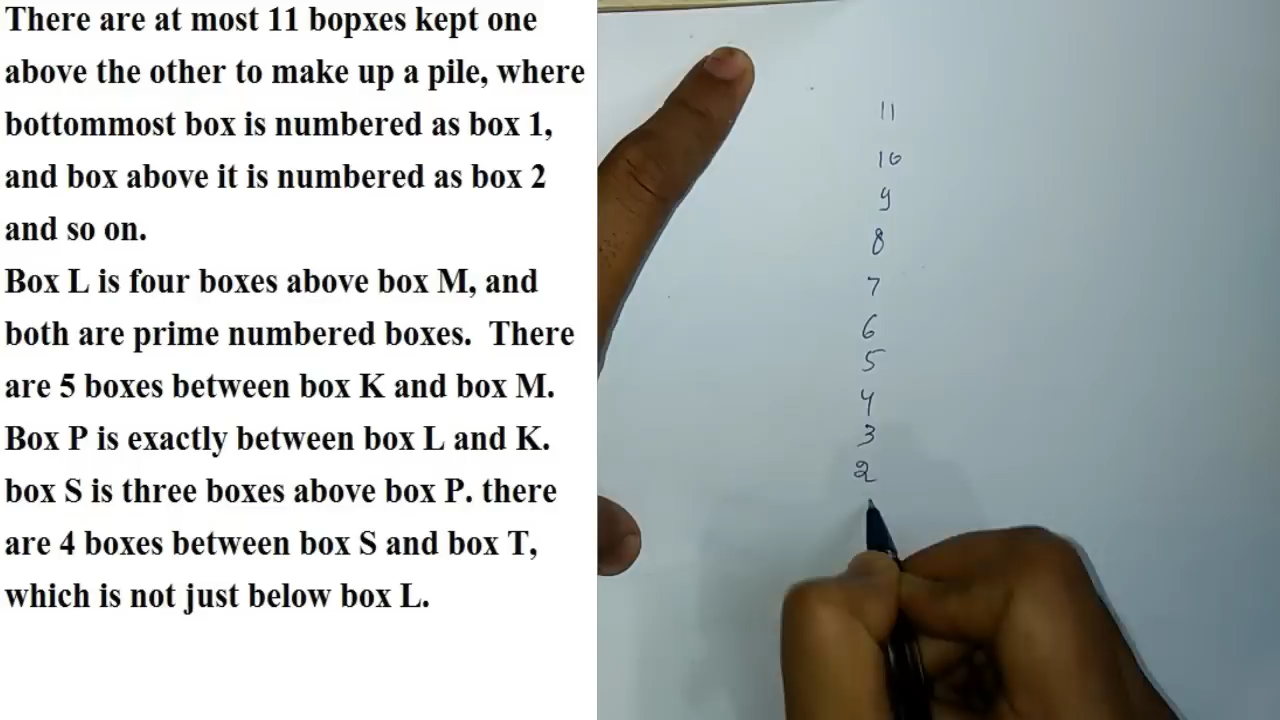 There are at most 11 bopxes kept one
above the other to make up a pile, where
bottommost box is numbered as box 1,
and box above it is numbered as box 2
and so on.
Box L is four boxes above box M, and
both are prime numbered boxes. There
are 5 boxes between box K and box M.
Box P is exactly between box L and K.
box S is three boxes above box P. there
are 4 boxes between box S and box T,
which is not just below box L.
11
10
9
8
7
6
5
4
3
2